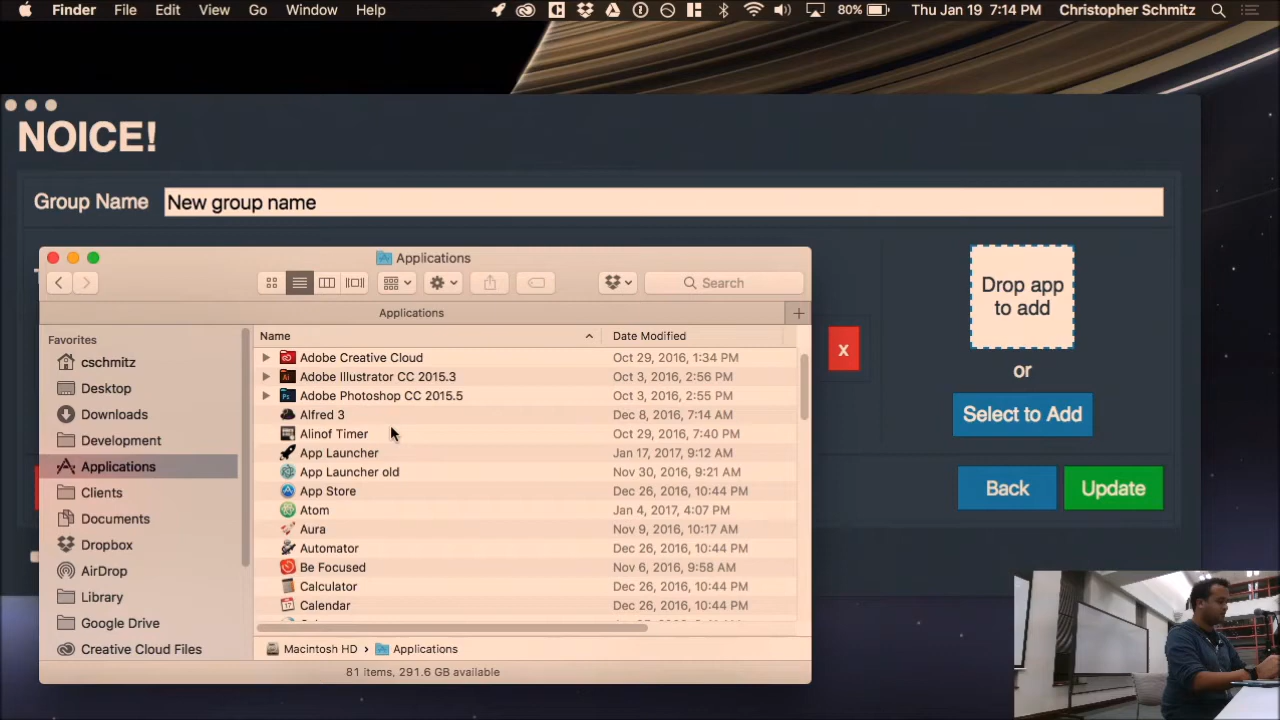 Finder File Edit View Go Window Help 80% Thu Jan 19 7:14 PM Christopher Schmitz
NOICE!
Group Name New group name
Applications
Search
Applications
Favorites
cschmitz
Desktop
Downloads
Development
Applications
Clients
Documents
Dropbox
AirDrop
Library
Google Drive
Creative Cloud Files
Name Date Modified
Adobe Creative Cloud Oct 29, 2016, 1:34 PM
Adobe Illustrator CC 2015.3 Oct 3, 2016, 2:56 PM
Adobe Photoshop CC 2015.5 Oct 3, 2016, 2:55 PM
Alfred 3 Dec 8, 2016, 7:14 AM
Alinof Timer Oct 29, 2016, 7:40 PM
App Launcher Jan 17, 2017, 9:12 AM
App Launcher old Nov 30, 2016, 9:21 AM
App Store Dec 26, 2016, 10:44 PM
Atom Jan 4, 2017, 4:07 PM
Aura Nov 9, 2016, 10:17 AM
Automator Dec 26, 2016, 10:44 PM
Be Focused Nov 6, 2016, 9:58 AM
Calculator Dec 26, 2016, 10:44 PM
Calendar Dec 26, 2016, 10:44 PM
Macintosh HD › Applications
81 items, 291.6 GB available
x
Drop app
to add
or
Select to Add
Back Update